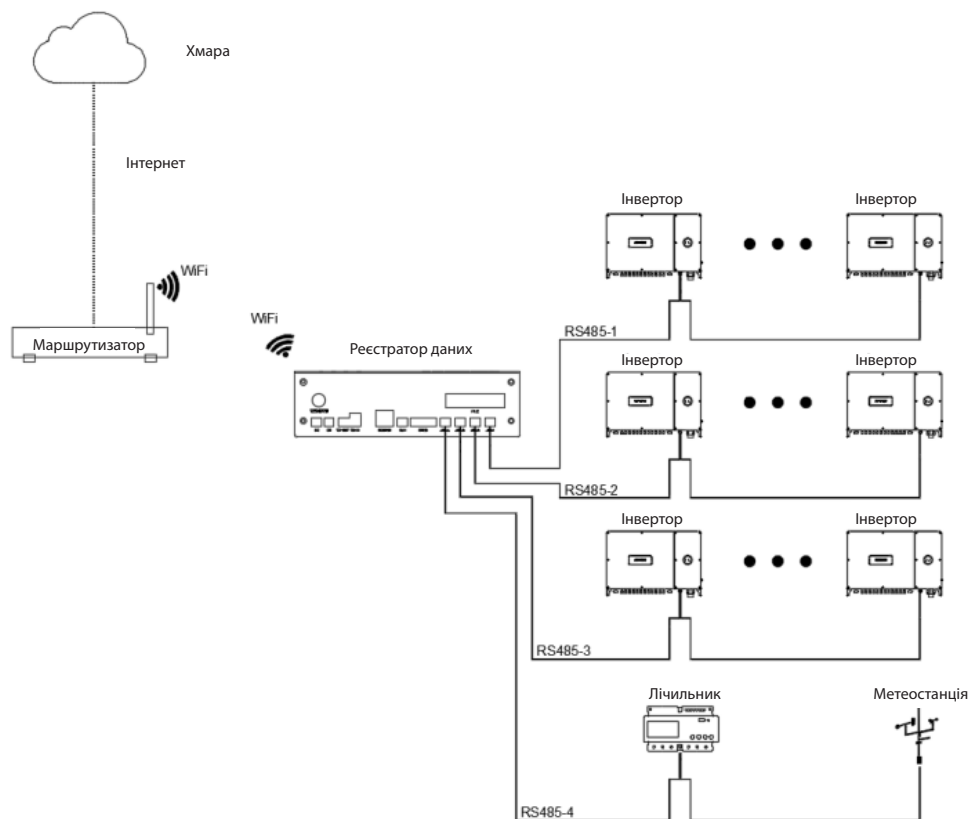 Хмара
Інтернет
WiFi
Маршрутизатор
WiFi
Реєстратор даних
Інвертор
Інвертор
RS485-1
Інвертор
Інвертор
RS485-2
Інвертор
Інвертор
RS485-3
Лічильник
Метеостанція
RS485-4